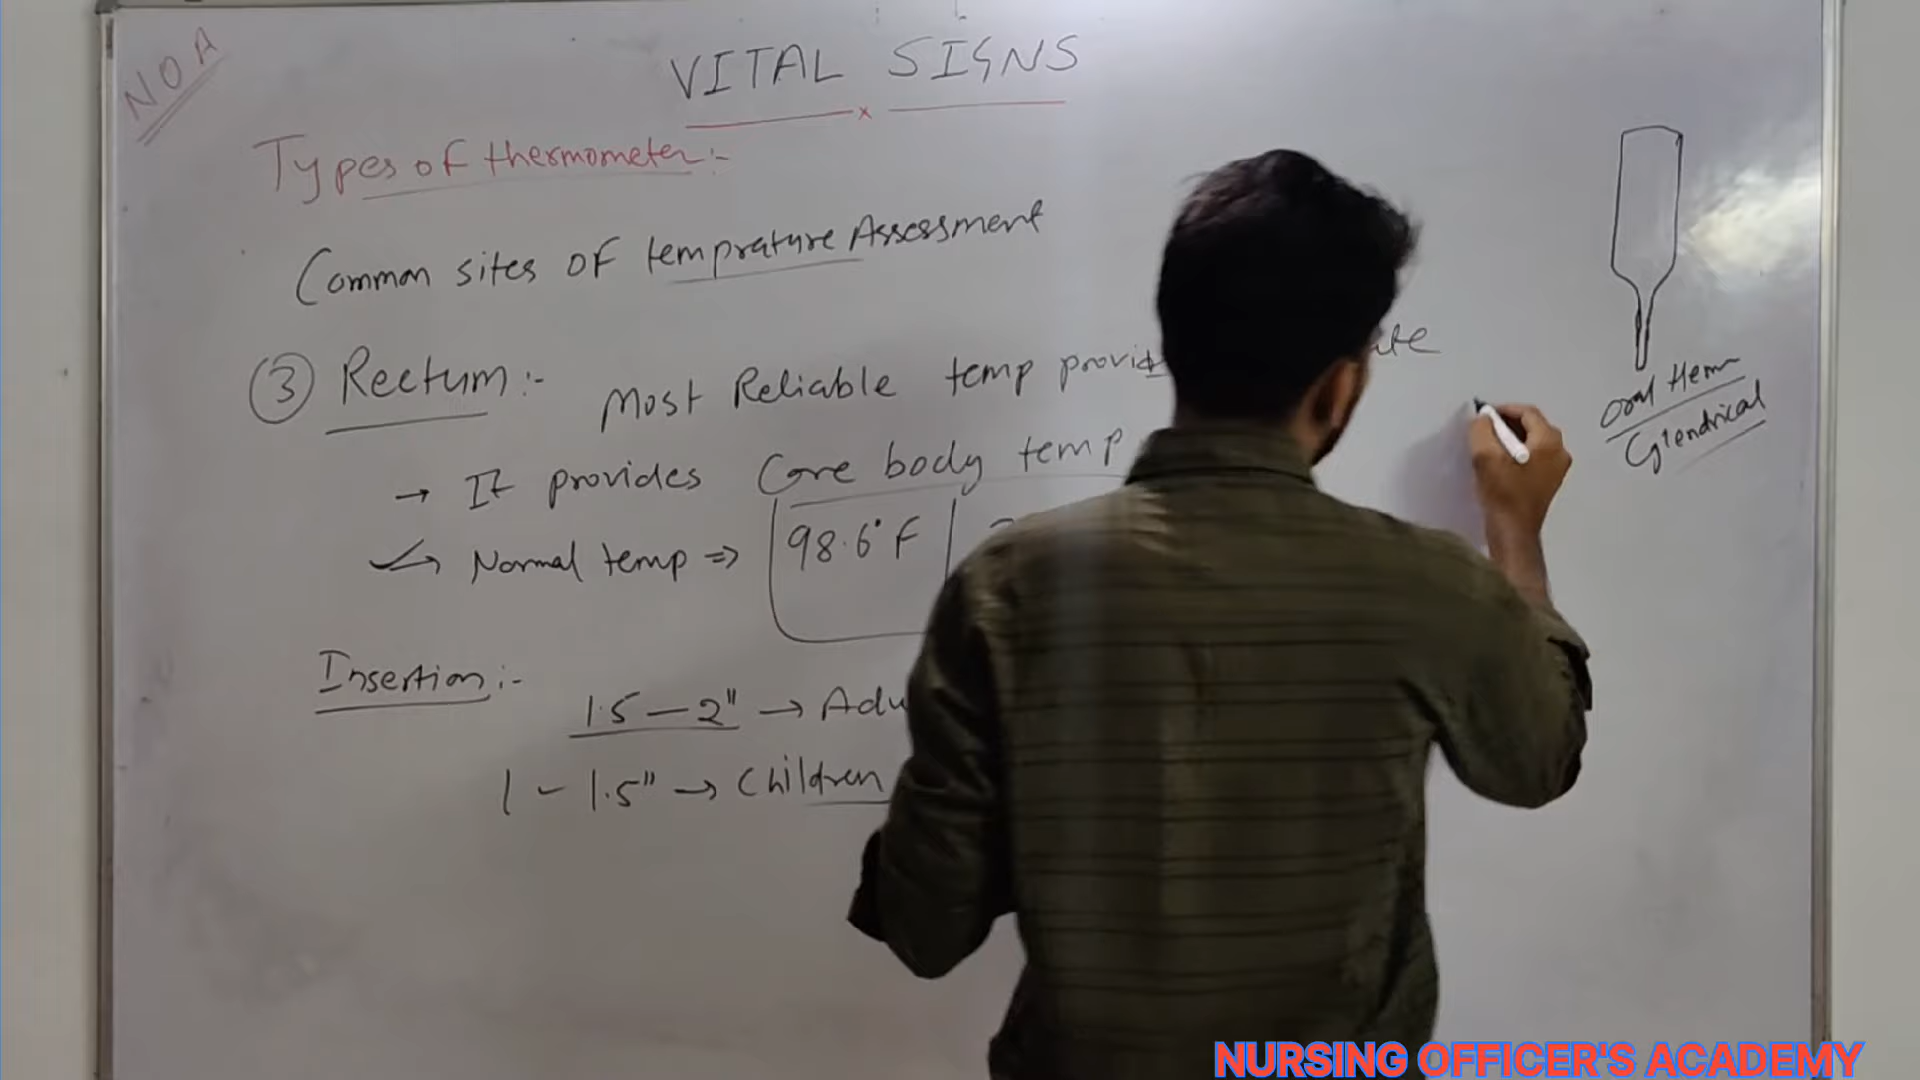 NOA
VITAL SIGNS
Types of thermometer:-
Common sites of temprature Assessment
③ Rectum:- Most Reliable temp provid
→ It provides Core body temp
Normal temp ⇒ 98.6°F
Insertion:-
1.5 — 2" → Adu
1 - 1.5" → Children
Oral
NURSING OFFICER'S ACADEMY